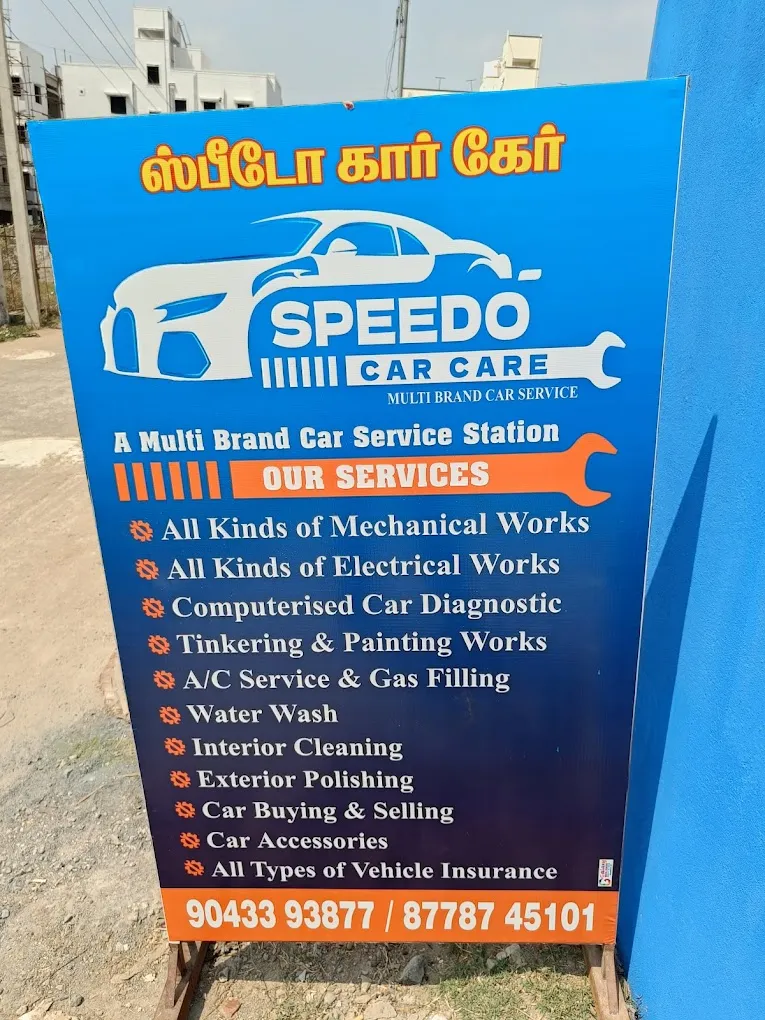 ஸ்பீடோ கார் கேர்
SPEEDO
CAR CARE
MULTI BRAND CAR SERVICE
A Multi Brand Car Service Station
OUR SERVICES
All Kinds of Mechanical Works
All Kinds of Electrical Works
Computerised Car Diagnostic
Tinkering & Painting Works
A/C Service & Gas Filling
Water Wash
Interior Cleaning
Exterior Polishing
Car Buying & Selling
Car Accessories
All Types of Vehicle Insurance
90433 93877 / 87787 45101